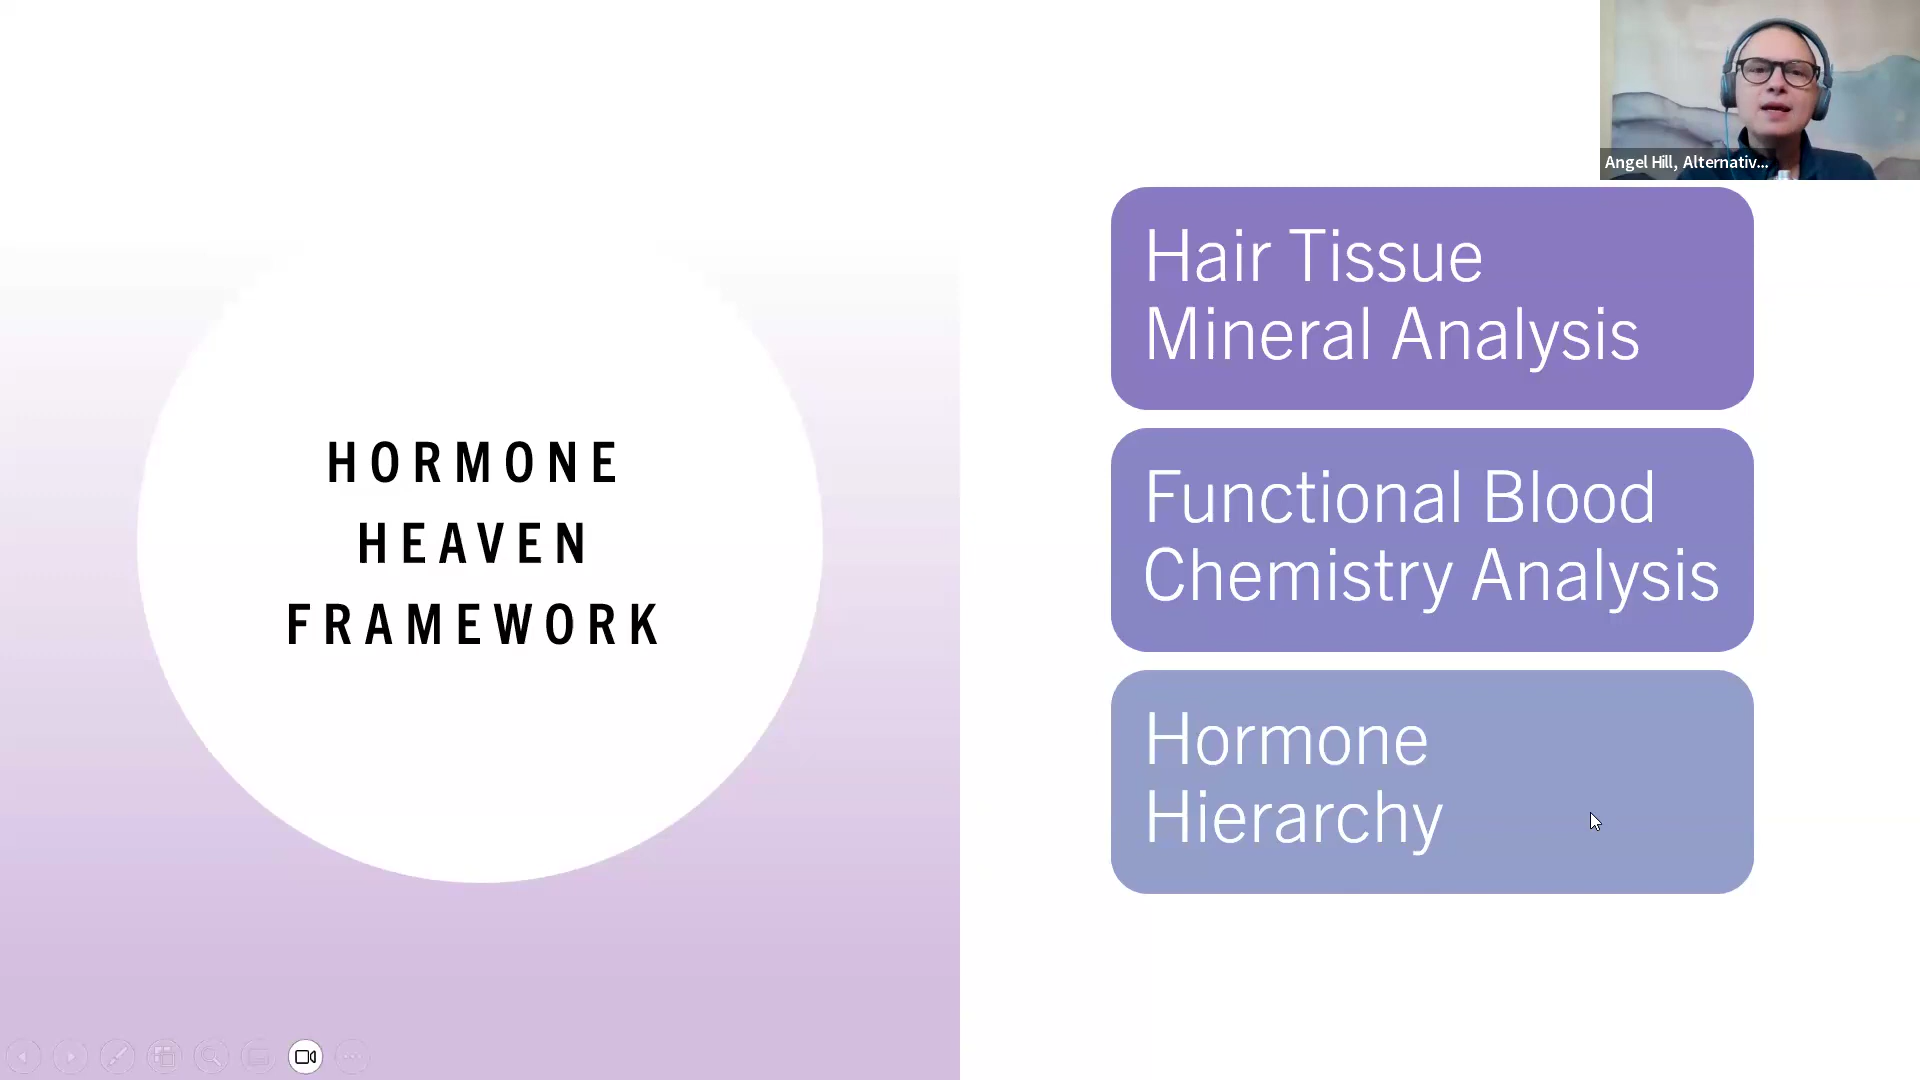 Angel Hill, Alternativ...
HORMONE
HEAVEN
FRAMEWORK
Hair Tissue
Mineral Analysis
Functional Blood
Chemistry Analysis
Hormone
Hierarchy